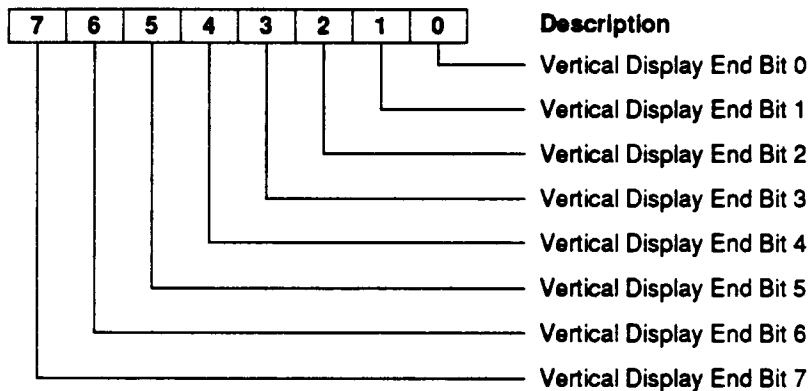 7 6 5 4 3 2 1 0 Description
Vertical Display End Bit 0
Vertical Display End Bit 1
Vertical Display End Bit 2
Vertical Display End Bit 3
Vertical Display End Bit 4
Vertical Display End Bit 5
Vertical Display End Bit 6
Vertical Display End Bit 7